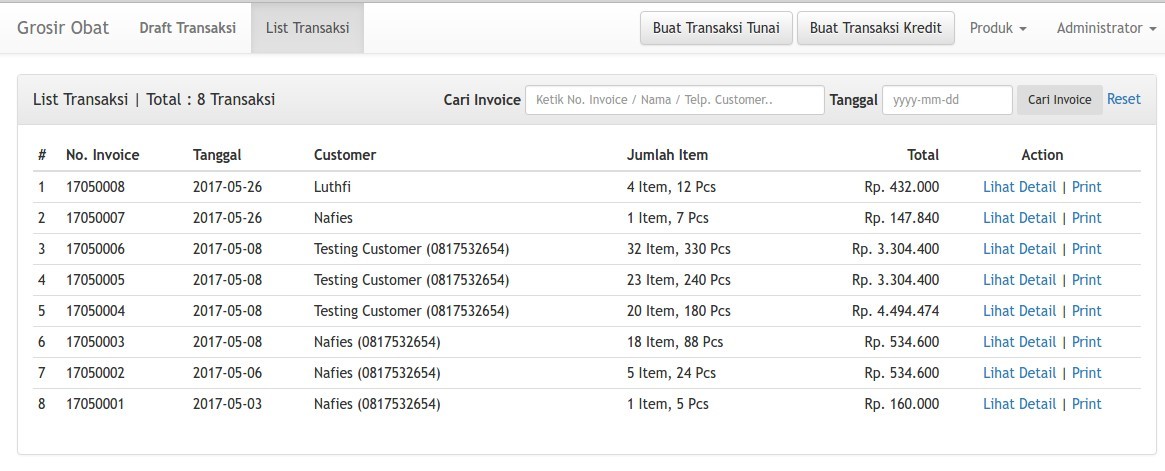 Grosir Obat Draft Transaksi List Transaksi Buat Transaksi Tunai Buat Transaksi Kredit Produk Administrator
List Transaksi | Total : 8 Transaksi Cari Invoice Ketik No. Invoice / Nama / Telp. Customer.. Tanggal yyyy-mm-dd Cari Invoice Reset
# No. Invoice Tanggal Customer Jumlah Item Total Action
1 17050008 2017-05-26 Luthfi 4 Item, 12 Pcs Rp. 432.000 Lihat Detail | Print
2 17050007 2017-05-26 Nafies 1 Item, 7 Pcs Rp. 147.840 Lihat Detail | Print
3 17050006 2017-05-08 Testing Customer (0817532654) 32 Item, 330 Pcs Rp. 3.304.400 Lihat Detail | Print
4 17050005 2017-05-08 Testing Customer (0817532654) 23 Item, 240 Pcs Rp. 3.304.400 Lihat Detail | Print
5 17050004 2017-05-08 Testing Customer (0817532654) 20 Item, 180 Pcs Rp. 4.494.474 Lihat Detail | Print
6 17050003 2017-05-08 Nafies (0817532654) 18 Item, 88 Pcs Rp. 534.600 Lihat Detail | Print
7 17050002 2017-05-06 Nafies (0817532654) 5 Item, 24 Pcs Rp. 534.600 Lihat Detail | Print
8 17050001 2017-05-03 Nafies (0817532654) 1 Item, 5 Pcs Rp. 160.000 Lihat Detail | Print